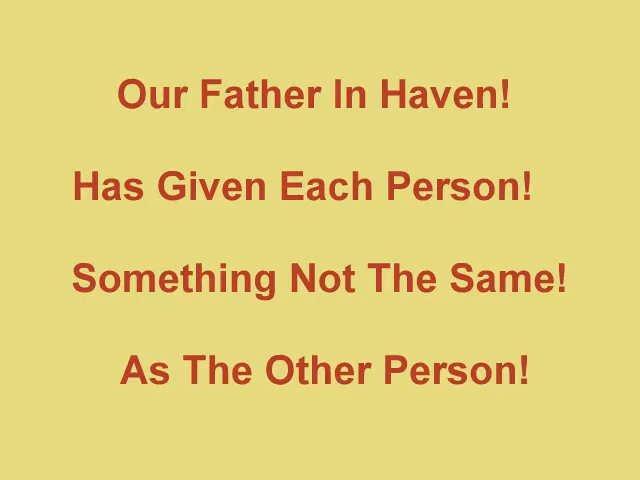 Our Father In Haven!
Has Given Each Person!
Something Not The Same!
As The Other Person!